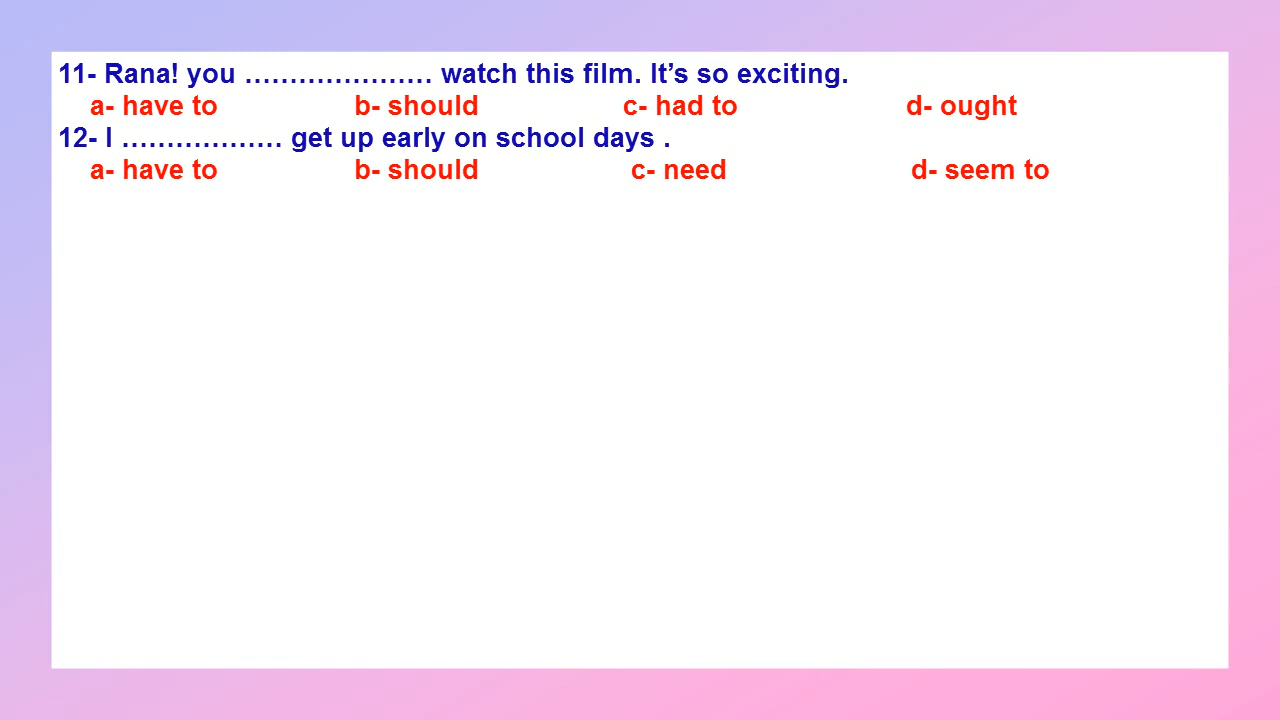 11- Rana! you ………………… watch this film. It’s so exciting.
a- have to b- should c- had to d- ought
12- I ……………… get up early on school days .
a- have to b- should c- need d- seem to